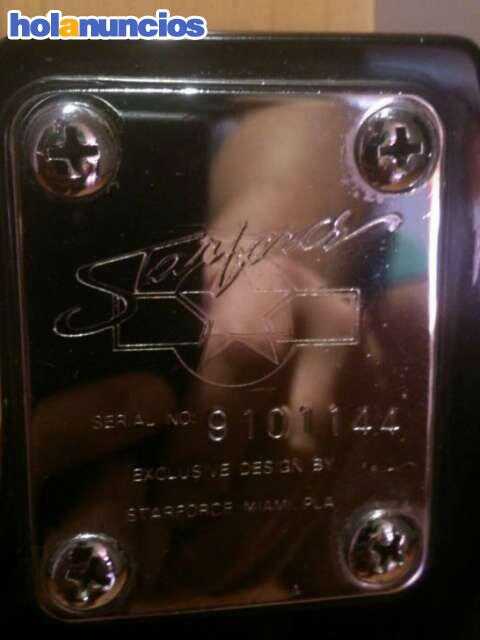 holanuncios
Starforce
SERIAL NO: 9101144
EXCLUSIVE DESIGN BY
STARFORCE MIAMI, FLA